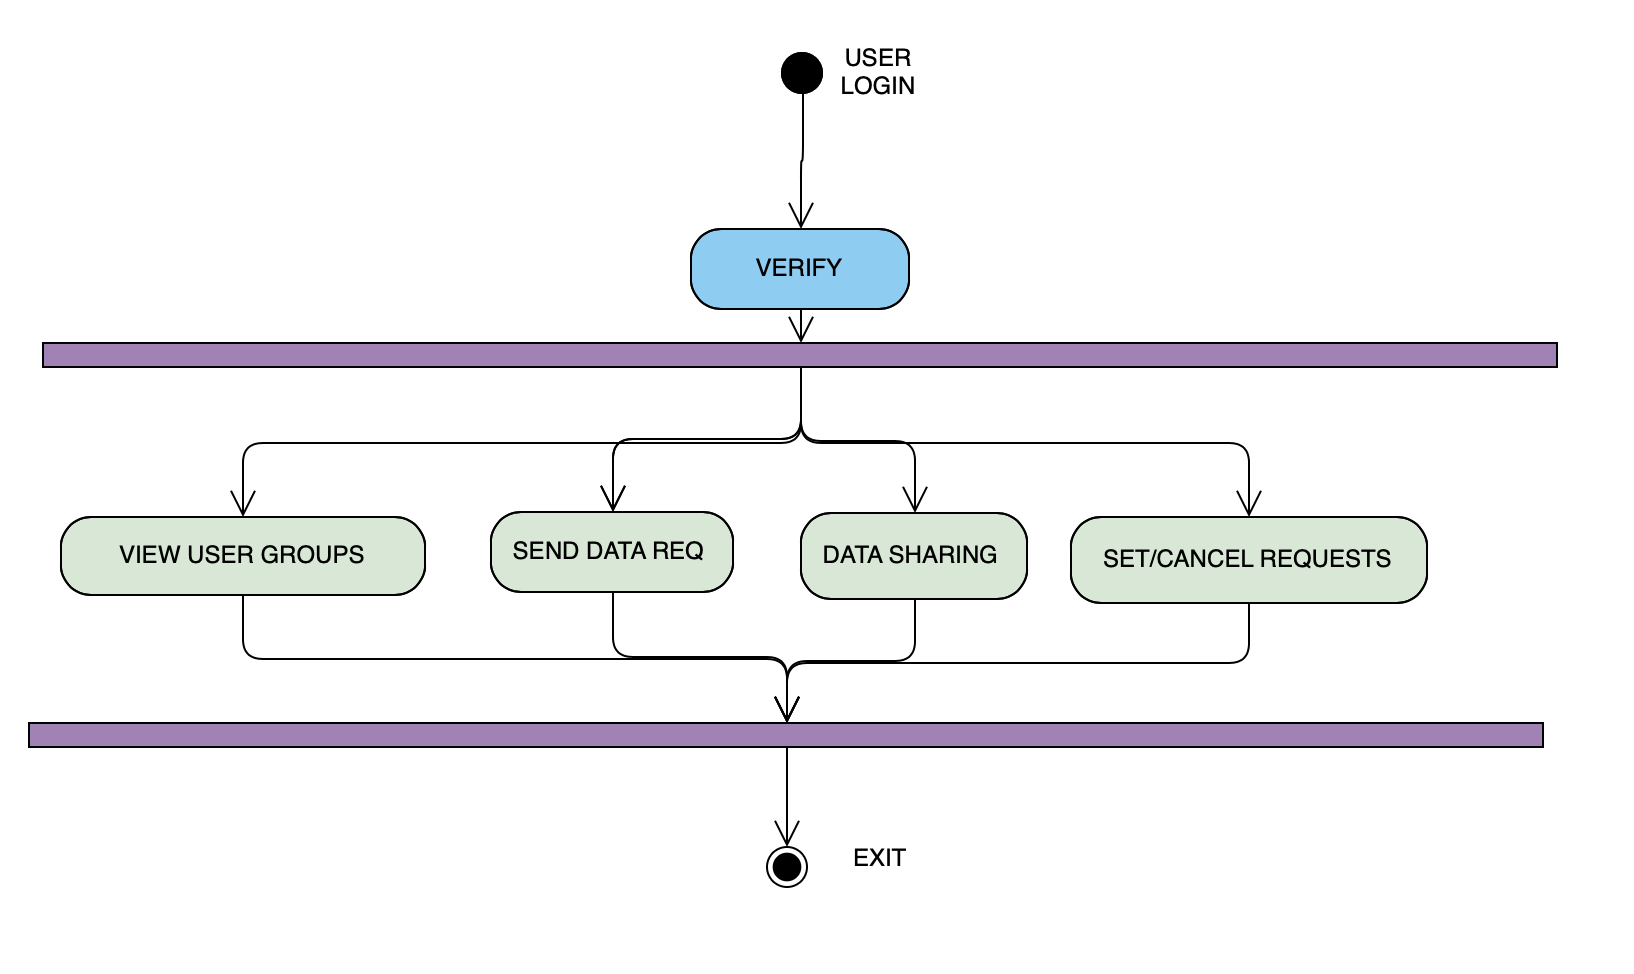 USER
LOGIN
VERIFY
VIEW USER GROUPS
SEND DATA REQ
DATA SHARING
SET/CANCEL REQUESTS
EXIT